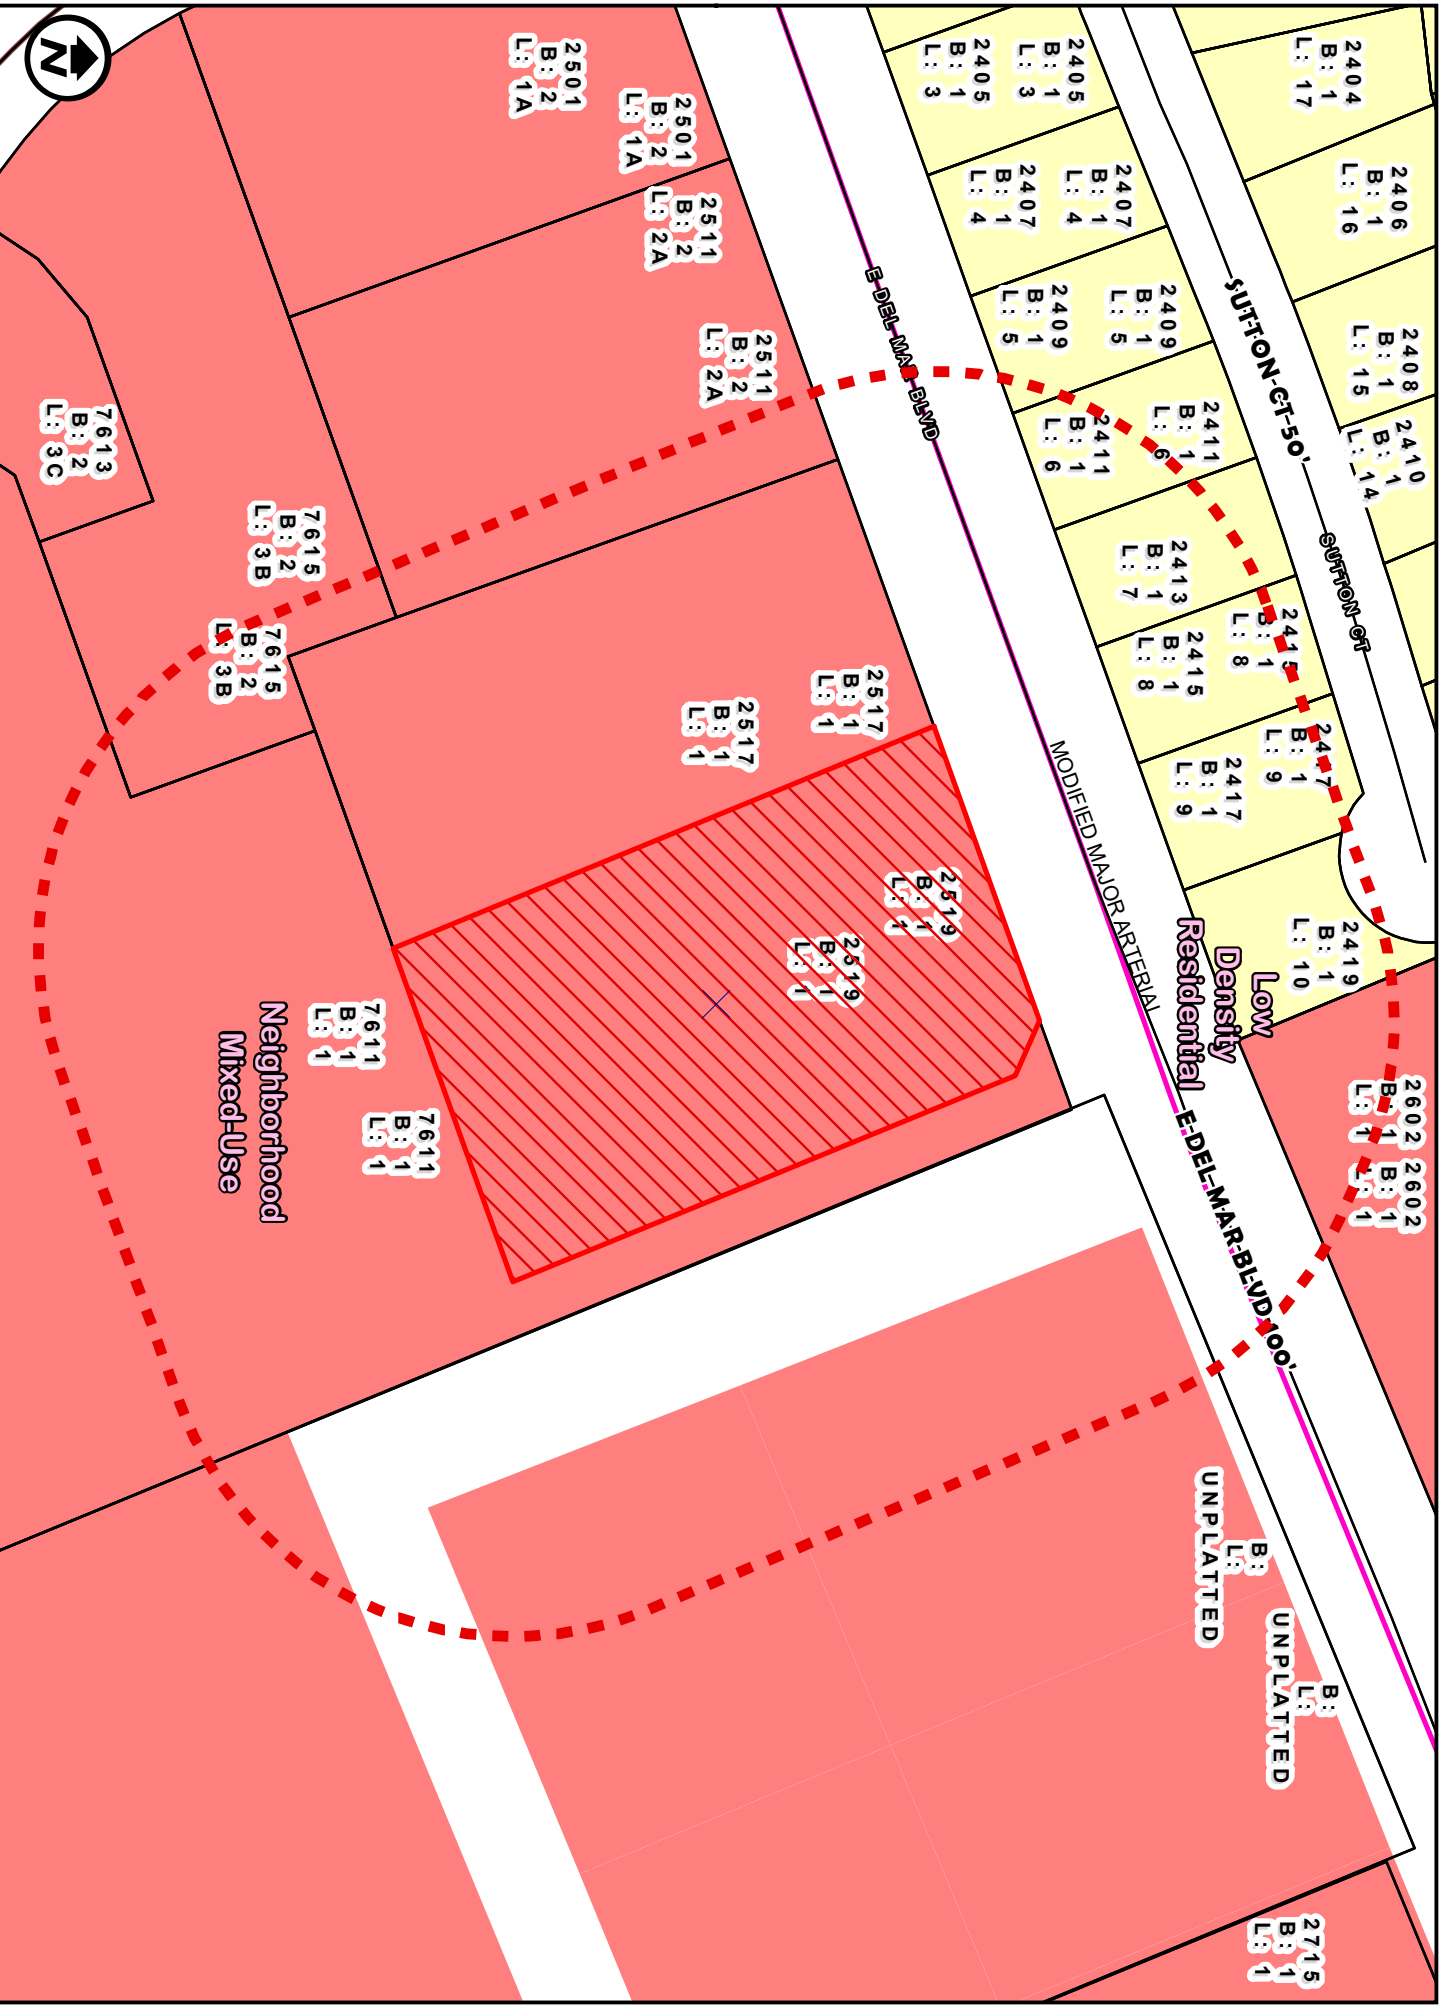 N
2404
B: 1
L: 17
2406
B: 1
L: 16
2408
B: 1
L: 15
2410
B: 1
L: 14
SUTTON-CT-50'
SUTTON CT
2405
B: 1
L: 3
2405
B: 1
L: 3
2407
B: 1
L: 4
2407
B: 1
L: 4
2409
B: 1
L: 5
2409
B: 1
L: 5
2411
B: 1
L: 6
2411
B: 1
L: 6
2413
B: 1
L: 7
2415
B: 1
L: 8
2415
B: 1
L: 8
2417
B: 1
L: 9
2417
B: 1
L: 9
2419
B: 1
L: 10
2602
B: 1
L: 1
2602
B: 1
L: 1
Low
Density
Residential
E DEL MAR BLVD
MODIFIED MAJOR ARTERIAL
E-DEL-MAR-BLVD-100'
2501
B: 2
L: 1A
2501
B: 2
L: 1A
2511
B: 2
L: 2A
2511
B: 2
L: 2A
2517
B: 1
L: 1
2517
B: 1
L: 1
2519
B: 1
L: 1
2519
B: 1
L: 1
7613
B: 2
L: 3C
7615
B: 2
L: 3B
7615
B: 2
L: 3B
7611
B: 1
L: 1
7611
B: 1
L: 1
Neighborhood
Mixed-Use
B:
L:
UNPLATTED
B:
L:
UNPLATTED
2715
B: 1
L: 1